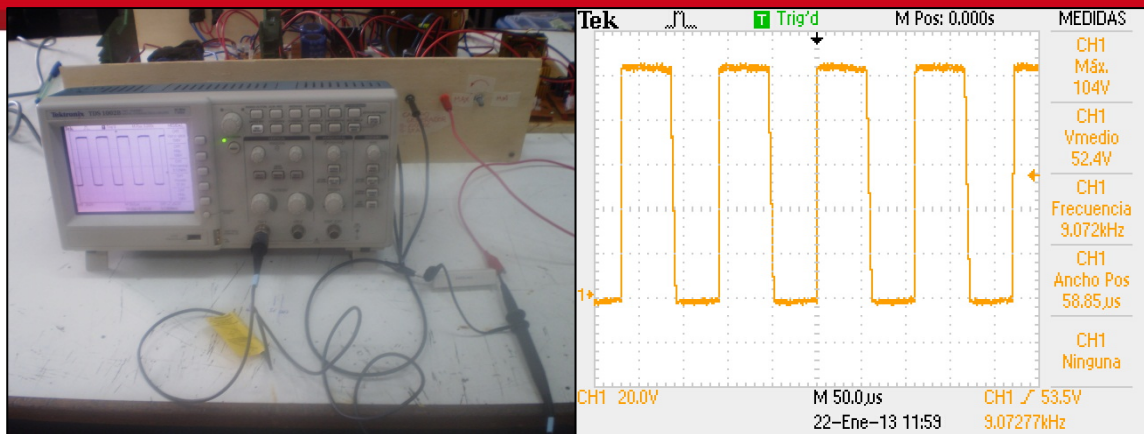 Tektronix
Tek Trig'd M Pos: 0.000s MEDIDAS
CH1
Máx.
104V
CH1
Vmedio
52.4V
CH1
Frecuencia
9.072kHz
1 CH1
Ancho Pos
58.85µs
CH1
Ninguna
CH1 20.0V M 50.0µs CH1 53.5V
22-Ene-13 11:59 9.07277kHz